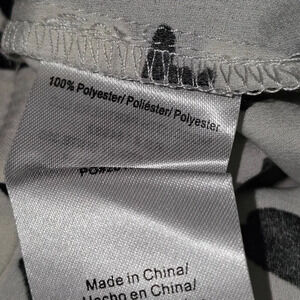 100% Polyester/ Poliéster/ Polyester
Made in China/
Hecho en China/